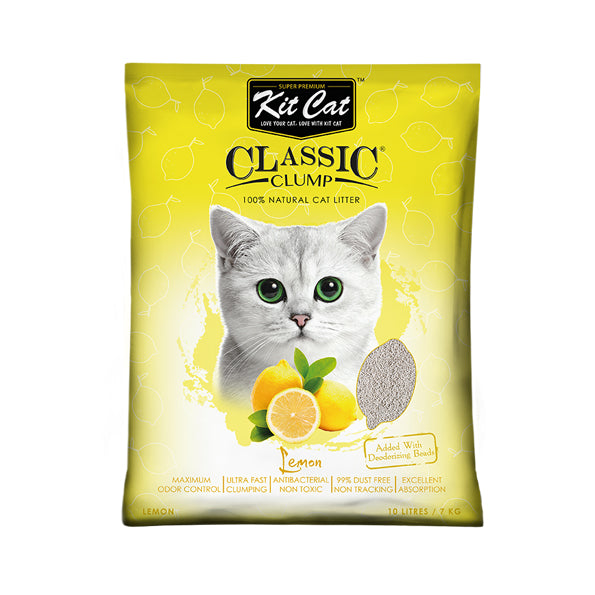 SUPER PREMIUM
Kit Cat™
LOVE YOUR CAT, LOVE WITH KIT CAT
CLASSIC®
CLUMP
100% NATURAL CAT LITTER
Lemon
Added With
Deodorizing Beads
MAXIMUM
ODOR CONTROL
ULTRA FAST
CLUMPING
ANTIBACTERIAL
NON TOXIC
99% DUST FREE
NON TRACKING
EXCELLENT
ABSORPTION
LEMON
10 LITRES / 7 KG